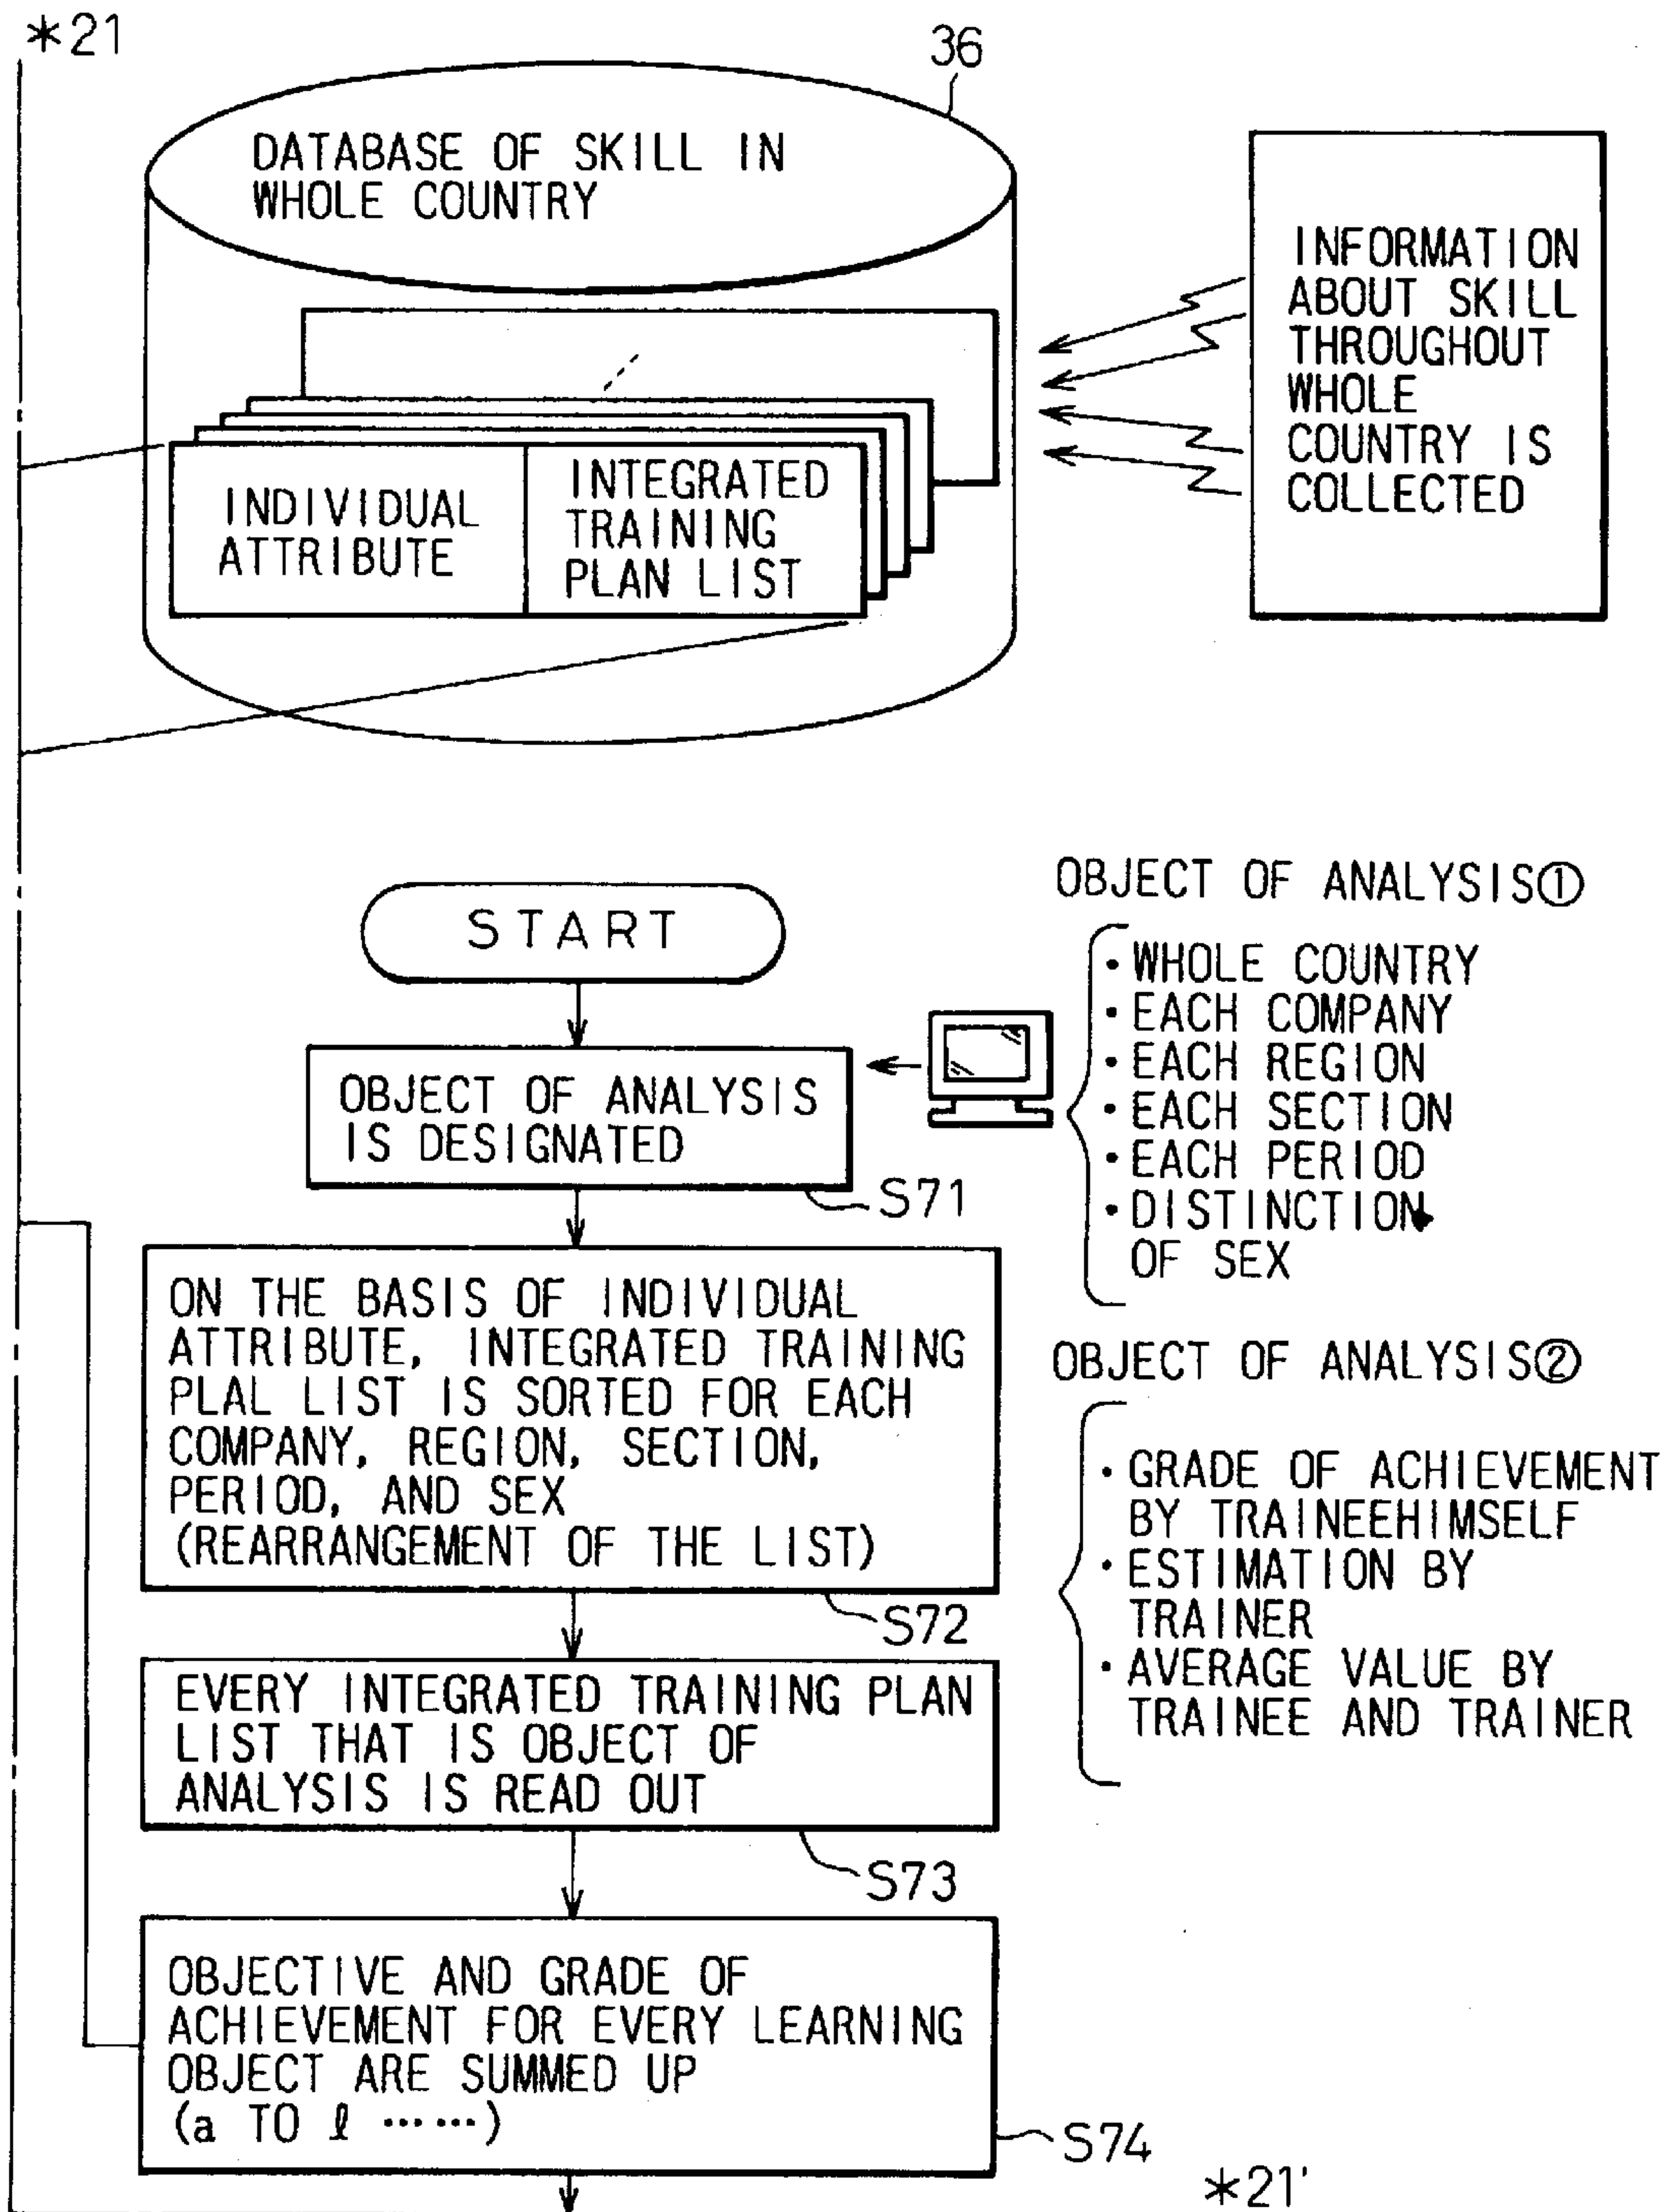 *21
36
DATABASE OF SKILL IN
WHOLE COUNTRY
INFORMATION
ABOUT SKILL
THROUGHOUT
WHOLE
COUNTRY IS
COLLECTED
INDIVIDUAL
ATTRIBUTE
INTEGRATED
TRAINING
PLAN LIST
START
OBJECT OF ANALYSIS
IS DESIGNATED
S71
OBJECT OF ANALYSIS①
・WHOLE COUNTRY
・EACH COMPANY
・EACH REGION
・EACH SECTION
・EACH PERIOD
・DISTINCTION
OF SEX
ON THE BASIS OF INDIVIDUAL
ATTRIBUTE, INTEGRATED TRAINING
PLAL LIST IS SORTED FOR EACH
COMPANY, REGION, SECTION,
PERIOD, AND SEX
(REARRANGEMENT OF THE LIST)
S72
OBJECT OF ANALYSIS②
・GRADE OF ACHIEVEMENT
BY TRAINEEHIMSELF
・ESTIMATION BY
TRAINER
・AVERAGE VALUE BY
TRAINEE AND TRAINER
EVERY INTEGRATED TRAINING PLAN
LIST THAT IS OBJECT OF
ANALYSIS IS READ OUT
S73
OBJECTIVE AND GRADE OF
ACHIEVEMENT FOR EVERY LEARNING
OBJECT ARE SUMMED UP
(a TO ℓ ……)
S74
*21'